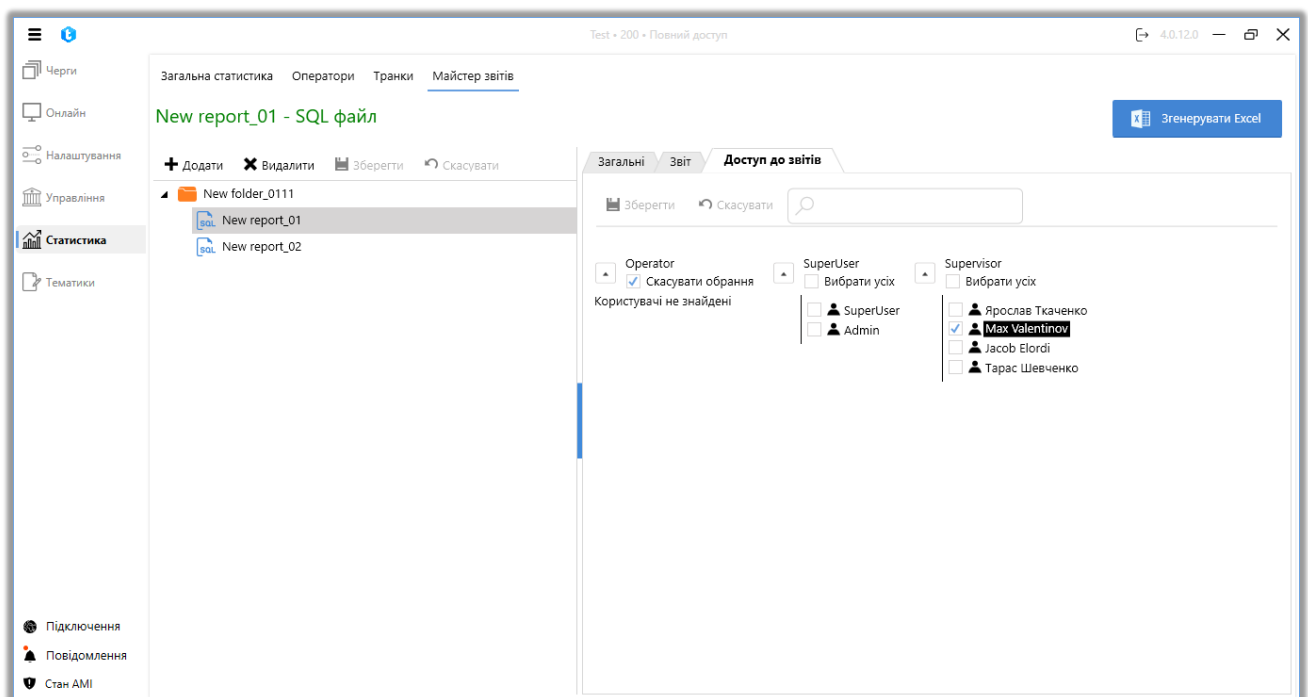 Test • 200 • Повний доступ
4.0.12.0
Черги
Онлайн
Налаштування
Управління
Статистика
Тематики
Підключення
Повідомлення
Стан AMI
Загальна статистика Оператори Транки Майстер звітів
New report_01 - SQL файл
Згенерувати Excel
Додати Видалити Зберегти Скасувати
New folder_0111
SQL New report_01
SQL New report_02
Загальні Звіт Доступ до звітів
Зберегти Скасувати
Operator
Скасувати обрання
Користувачі не знайдені
SuperUser
Вибрати усіх
SuperUser
Admin
Supervisor
Вибрати усіх
Ярослав Ткаченко
Max Valentinov
Jacob Elordi
Тарас Шевченко